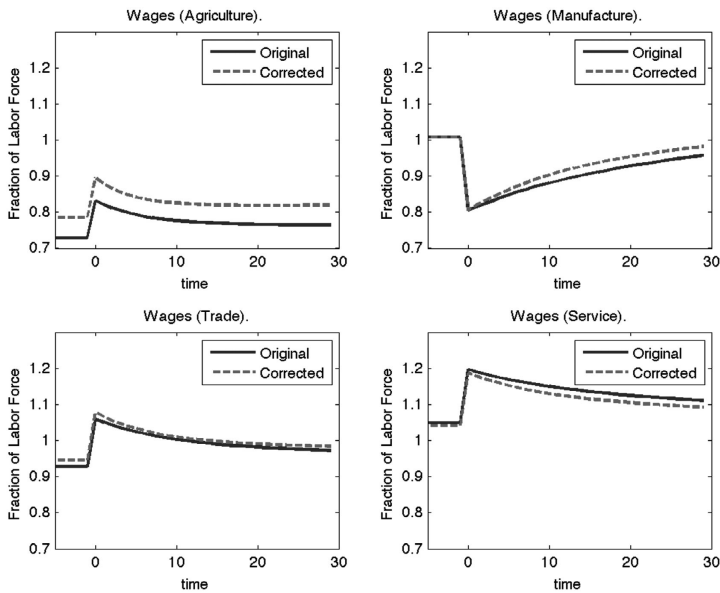 Wages (Agriculture).
Fraction of Labor Force
1.2
1.1
1
0.9
0.8
0.7
Original
Corrected
0 10 20 30
time
Wages (Manufacture).
Fraction of Labor Force
1.2
1.1
1
0.9
0.8
0.7
Original
Corrected
0 10 20 30
time
Wages (Trade).
Fraction of Labor Force
1.2
1.1
1
0.9
0.8
0.7
Original
Corrected
0 10 20 30
time
Wages (Service).
Fraction of Labor Force
1.2
1.1
1
0.9
0.8
0.7
Original
Corrected
0 10 20 30
time